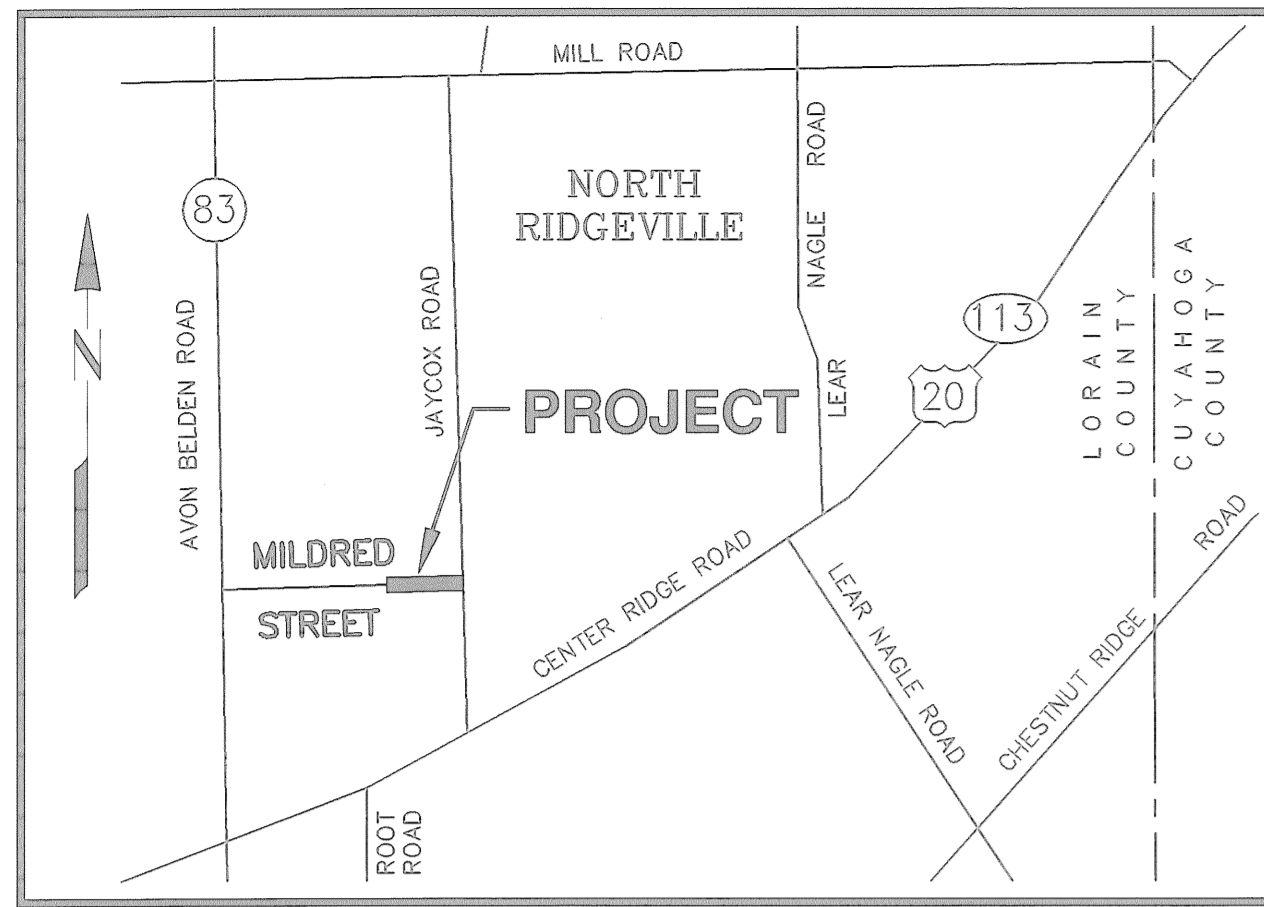 MILL ROAD
83
AVON BELDEN ROAD
JAYCOX ROAD
NORTH
RIDGEVILLE
NAGLE ROAD
LEAR
113
20
LORAIN
COUNTY
CUYAHOGA
COUNTY
N
PROJECT
MILDRED
STREET
CENTER RIDGE ROAD
LEAR NAGLE ROAD
CHESTNUT RIDGE ROAD
ROOT
ROAD